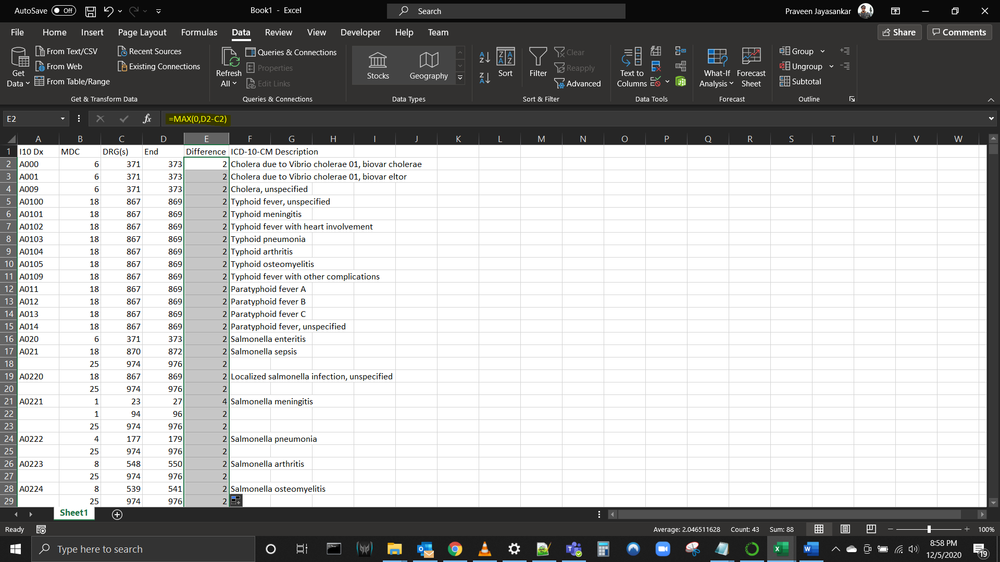 AutoSave Off Book1 - Excel Search Praveen Jayasankar
File Home Insert Page Layout Formulas Data Review View Developer Help Team Share Comments
Get Data From Text/CSV From Web From Table/Range Recent Sources Existing Connections
Get & Transform Data
Refresh All Queries & Connections Properties Edit Links
Queries & Connections
Stocks Geography
Data Types
Sort Filter Clear Reapply Advanced
Sort & Filter
Text to Columns
Data Tools
What-If Analysis Forecast Sheet
Forecast
Group Ungroup Subtotal
Outline
E2 fx =MAX(0,D2-C2)
A B C D E F G H I J K L M N O P Q R S T U V W
1 I10 Dx MDC DRG(s) End Difference ICD-10-CM Description
2 A000 6 371 373 2 Cholera due to Vibrio cholerae 01, biovar cholerae
3 A001 6 371 373 2 Cholera due to Vibrio cholerae 01, biovar eltor
4 A009 6 371 373 2 Cholera, unspecified
5 A0100 18 867 869 2 Typhoid fever, unspecified
6 A0101 18 867 869 2 Typhoid meningitis
7 A0102 18 867 869 2 Typhoid fever with heart involvement
8 A0103 18 867 869 2 Typhoid pneumonia
9 A0104 18 867 869 2 Typhoid arthritis
10 A0105 18 867 869 2 Typhoid osteomyelitis
11 A0109 18 867 869 2 Typhoid fever with other complications
12 A011 18 867 869 2 Paratyphoid fever A
13 A012 18 867 869 2 Paratyphoid fever B
14 A013 18 867 869 2 Paratyphoid fever C
15 A014 18 867 869 2 Paratyphoid fever, unspecified
16 A020 6 371 373 2 Salmonella enteritis
17 A021 18 870 872 2 Salmonella sepsis
18 25 974 976 2
19 A0220 18 867 869 2 Localized salmonella infection, unspecified
20 25 974 976 2
21 A0221 1 23 27 4 Salmonella meningitis
22 1 94 96 2
23 25 974 976 2
24 A0222 4 177 179 2 Salmonella pneumonia
25 25 974 976 2
26 A0223 8 548 550 2 Salmonella arthritis
27 25 974 976 2
28 A0224 8 539 541 2 Salmonella osteomyelitis
29 25 974 976 2
Sheet1
Ready Average: 2.046511628 Count: 43 Sum: 88 100%
Type here to search 8:58 PM
12/5/2020 19